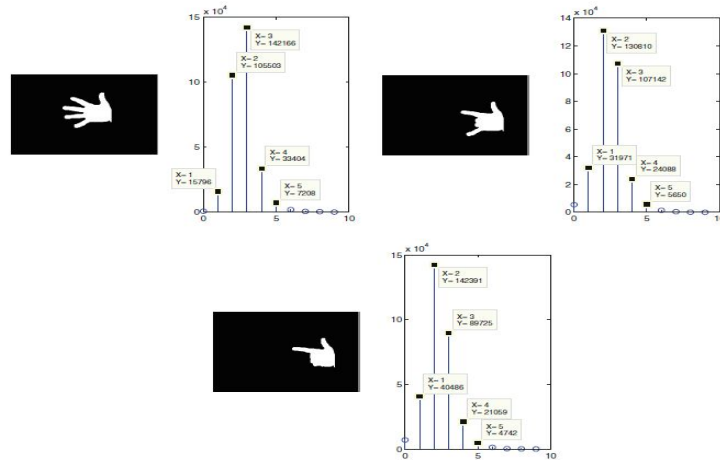 x 10⁴
15
10
5
0
0
5
10
X= 3
Y= 142166
X= 2
Y= 105503
X= 4
Y= 33404
X= 1
Y= 15796
X= 5
Y= 7208
x 10⁴
14
12
10
8
6
4
2
0
0
5
10
X= 2
Y= 130810
X= 3
Y= 107142
X= 1
Y= 31971
X= 4
Y= 24088
X= 5
Y= 5650
x 10⁴
15
10
5
0
0
5
10
X= 2
Y= 142391
X= 3
Y= 89725
X= 1
Y= 40486
X= 4
Y= 21059
X= 5
Y= 4742